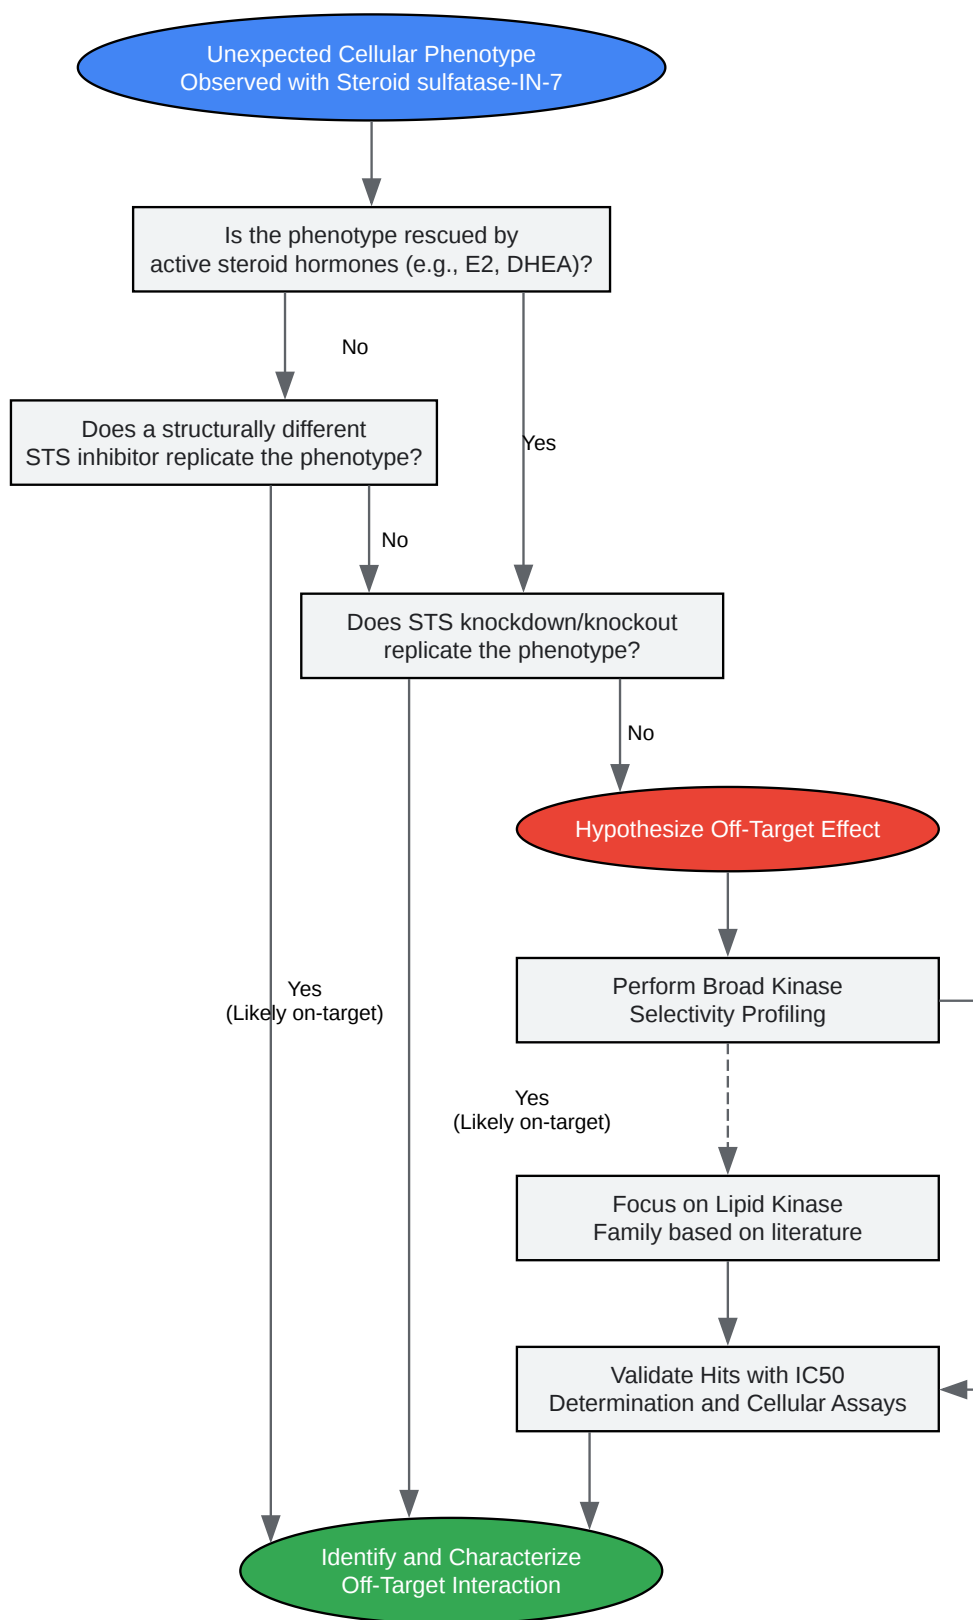 Unexpected Cellular Phenotype
Observed with Steroid sulfatase-IN-7
Is the phenotype rescued by
active steroid hormones (e.g., E2, DHEA)?
No
Does a structurally different
STS inhibitor replicate the phenotype?
Yes
No
Does STS knockdown/knockout
replicate the phenotype?
No
Hypothesize Off-Target Effect
Perform Broad Kinase
Selectivity Profiling
Yes
(Likely on-target)
Yes
(Likely on-target)
Focus on Lipid Kinase
Family based on literature
Validate Hits with IC50
Determination and Cellular Assays
Identify and Characterize
Off-Target Interaction